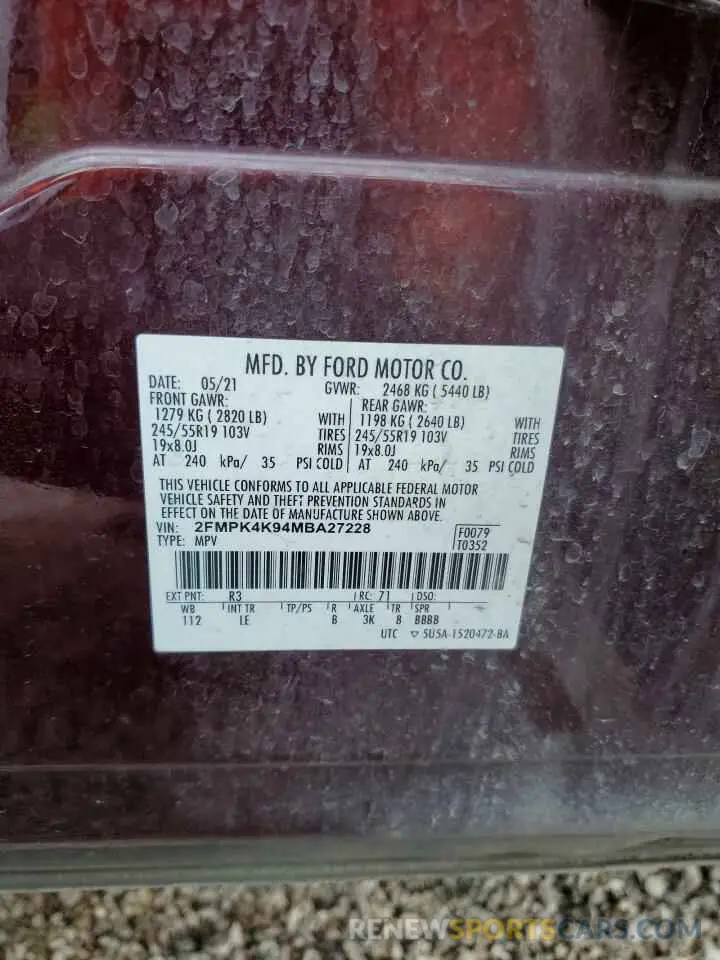 MFD. BY FORD MOTOR CO.
DATE: 05/21 GVWR: 2468 KG ( 5440 LB)
FRONT GAWR: REAR GAWR:
1279 KG ( 2820 LB) WITH 1198 KG ( 2640 LB) WITH
245/55R19 103V TIRES 245/55R19 103V TIRES
19x8.0J RIMS 19x8.0J RIMS
AT 240 kPa/ 35 PSI COLD AT 240 kPa/ 35 PSI COLD
THIS VEHICLE CONFORMS TO ALL APPLICABLE FEDERAL MOTOR
VEHICLE SAFETY AND THEFT PREVENTION STANDARDS IN
EFFECT ON THE DATE OF MANUFACTURE SHOWN ABOVE.
VIN: 2FMPK4K94MBA27228 F0079
TYPE: MPV T0352
EXT PNT: R3 RC: 71 DSO:
WB INT TR TP/PS R AXLE TR SPR
112 LE B 3K 8 BBBB
UTC ▽ 5U5A-1520472-BA
RENEWSPORTSCARS.COM